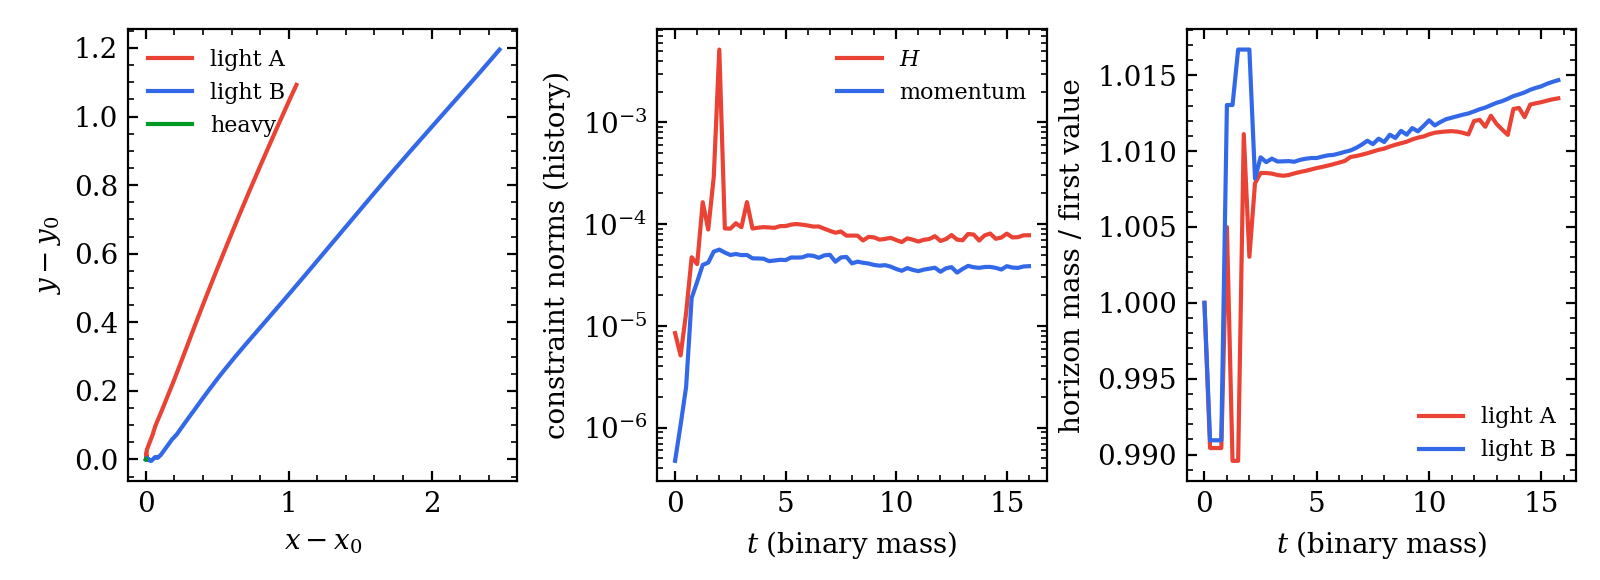 1.2
1.0
0.8
0.6
0.4
0.2
0.0
0
1
2
x − x₀
y − y₀
light A
light B
heavy
10⁻³
10⁻⁴
10⁻⁵
10⁻⁶
0
5
10
15
t (binary mass)
constraint norms (history)
H
momentum
1.015
1.010
1.005
1.000
0.995
0.990
0
5
10
15
t (binary mass)
horizon mass / first value
light A
light B